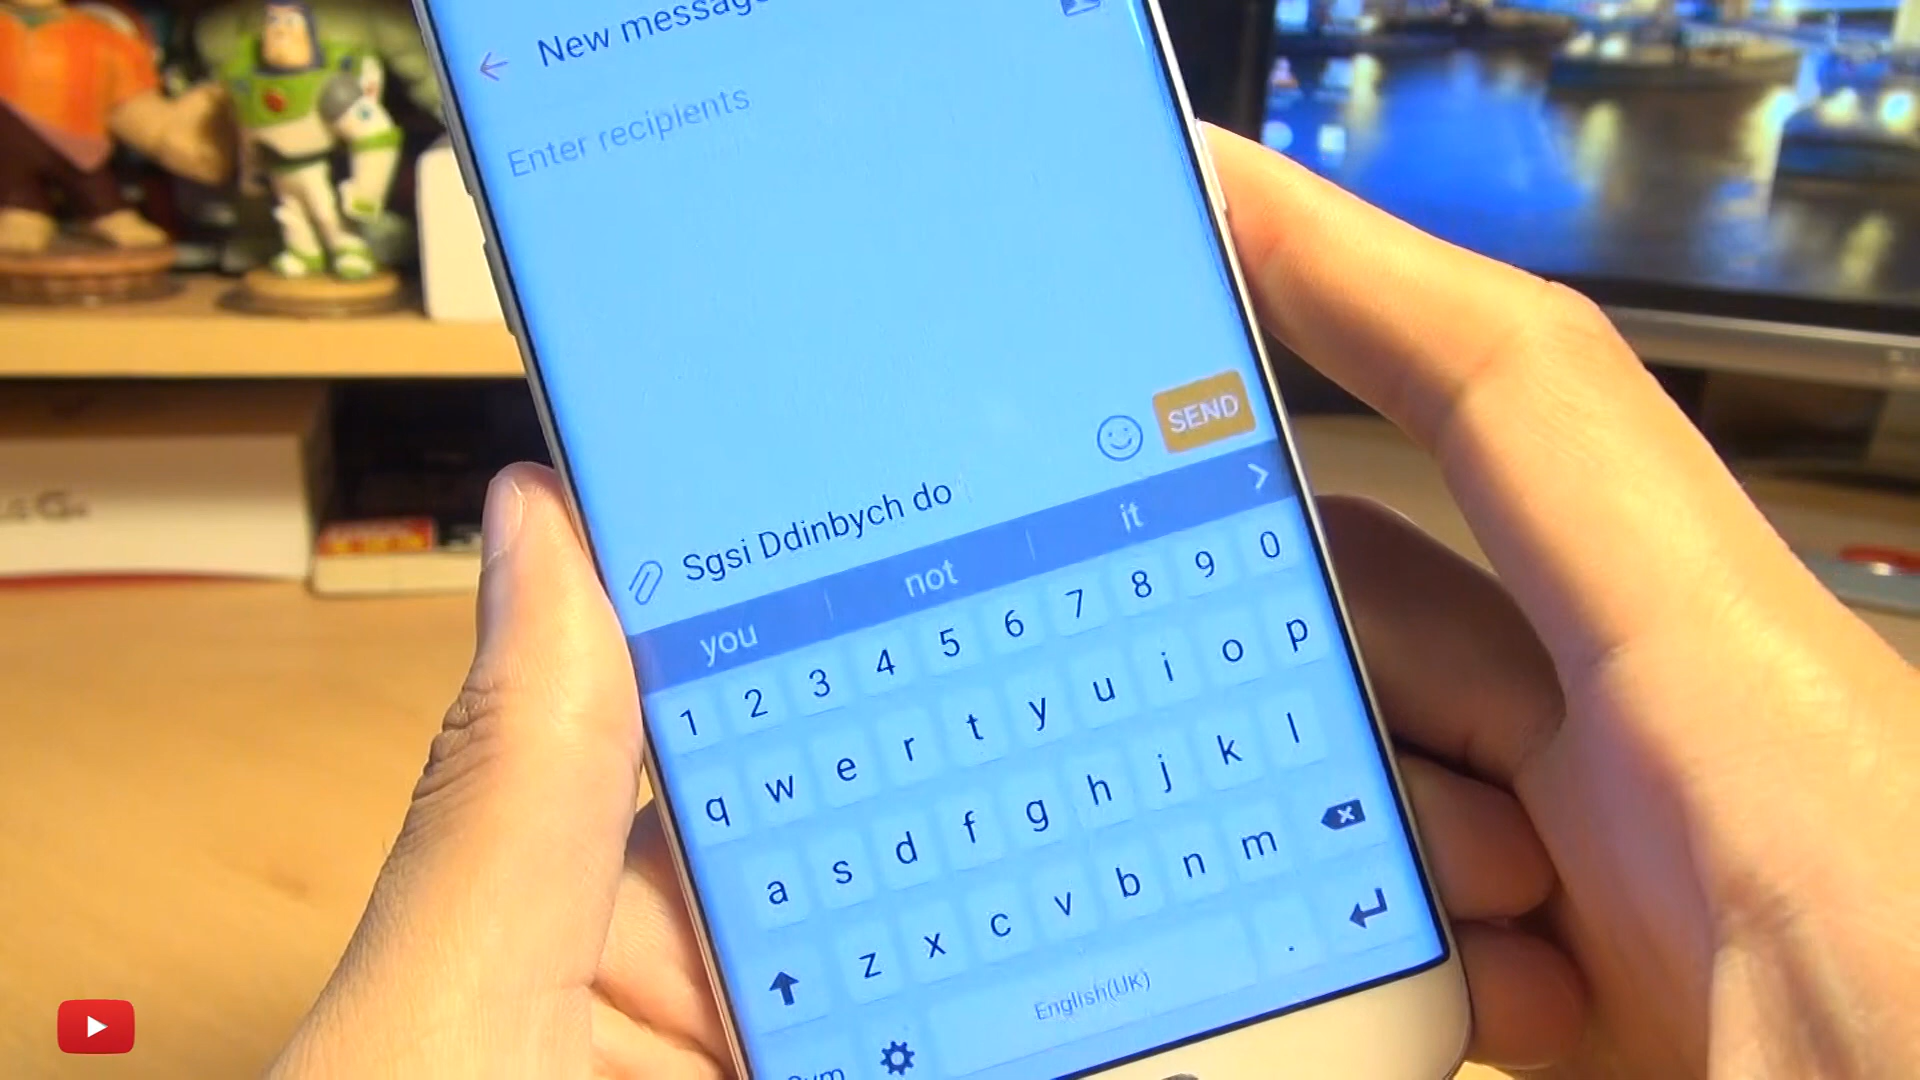 New message
Enter recipients
SEND
Sgsi Ddinbych do
you not it
1 2 3 4 5 6 7 8 9 0
q w e r t y u i o p
a s d f g h j k l
z x c v b n m
English(UK) .